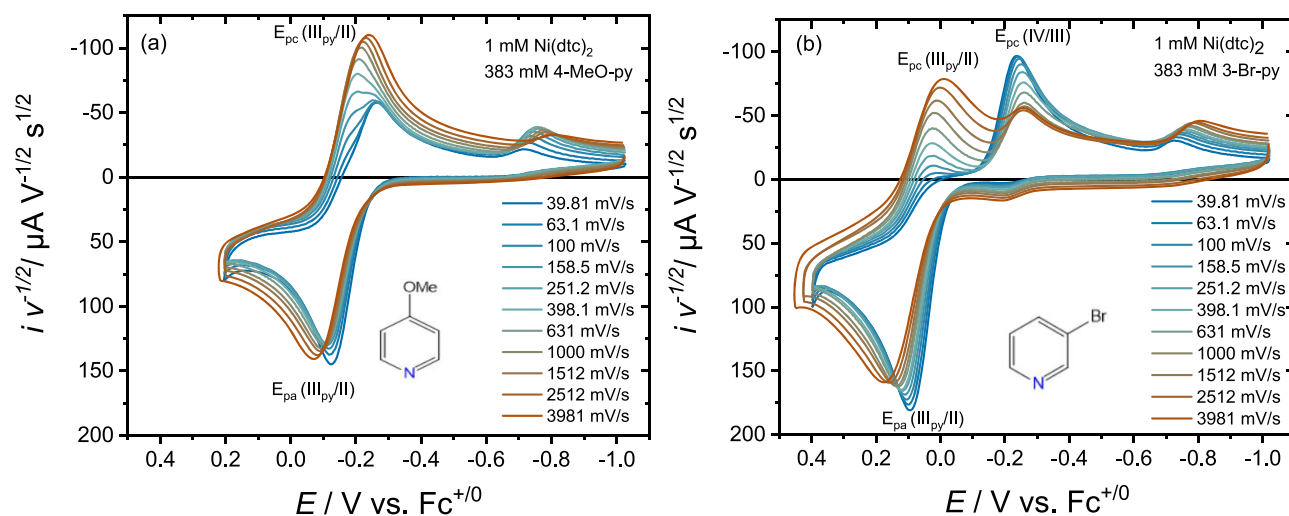 (a)
E_pc (III_py/II)
1 mM Ni(dtc)_2
383 mM 4-MeO-py
-100
-50
0
50
100
150
200
i v^-1/2/ µA V^-1/2 s^1/2
39.81 mV/s
63.1 mV/s
100 mV/s
158.5 mV/s
251.2 mV/s
398.1 mV/s
631 mV/s
1000 mV/s
1512 mV/s
2512 mV/s
3981 mV/s
OMe
N
E_pa (III_py/II)
0.4 0.2 0.0 -0.2 -0.4 -0.6 -0.8 -1.0
E / V vs. Fc^+/0
(b)
E_pc (IV/III)
E_pc (III_py/II)
1 mM Ni(dtc)_2
383 mM 3-Br-py
-100
-50
0
50
100
150
200
i v^-1/2/ µA V^-1/2 s^1/2
39.81 mV/s
63.1 mV/s
100 mV/s
158.5 mV/s
251.2 mV/s
398.1 mV/s
631 mV/s
1000 mV/s
1512 mV/s
2512 mV/s
3981 mV/s
Br
N
E_pa (III_py/II)
0.4 0.2 0.0 -0.2 -0.4 -0.6 -0.8 -1.0
E / V vs. Fc^+/0